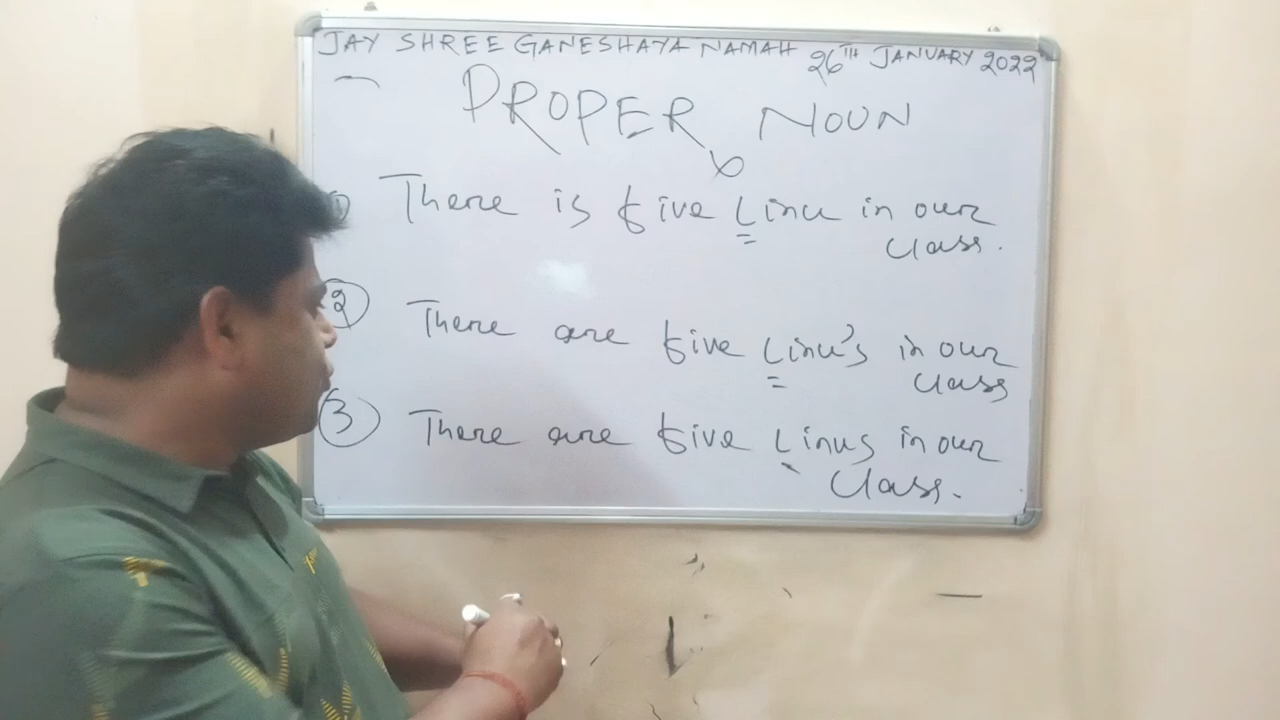 JAY SHREE GANESHAYA NAMAH 26TH JANUARY 2022
PROPER NOUN
① There is five Linu in our
class.
② There are five Linu's in our
class
③ There are five Linus in our
class.